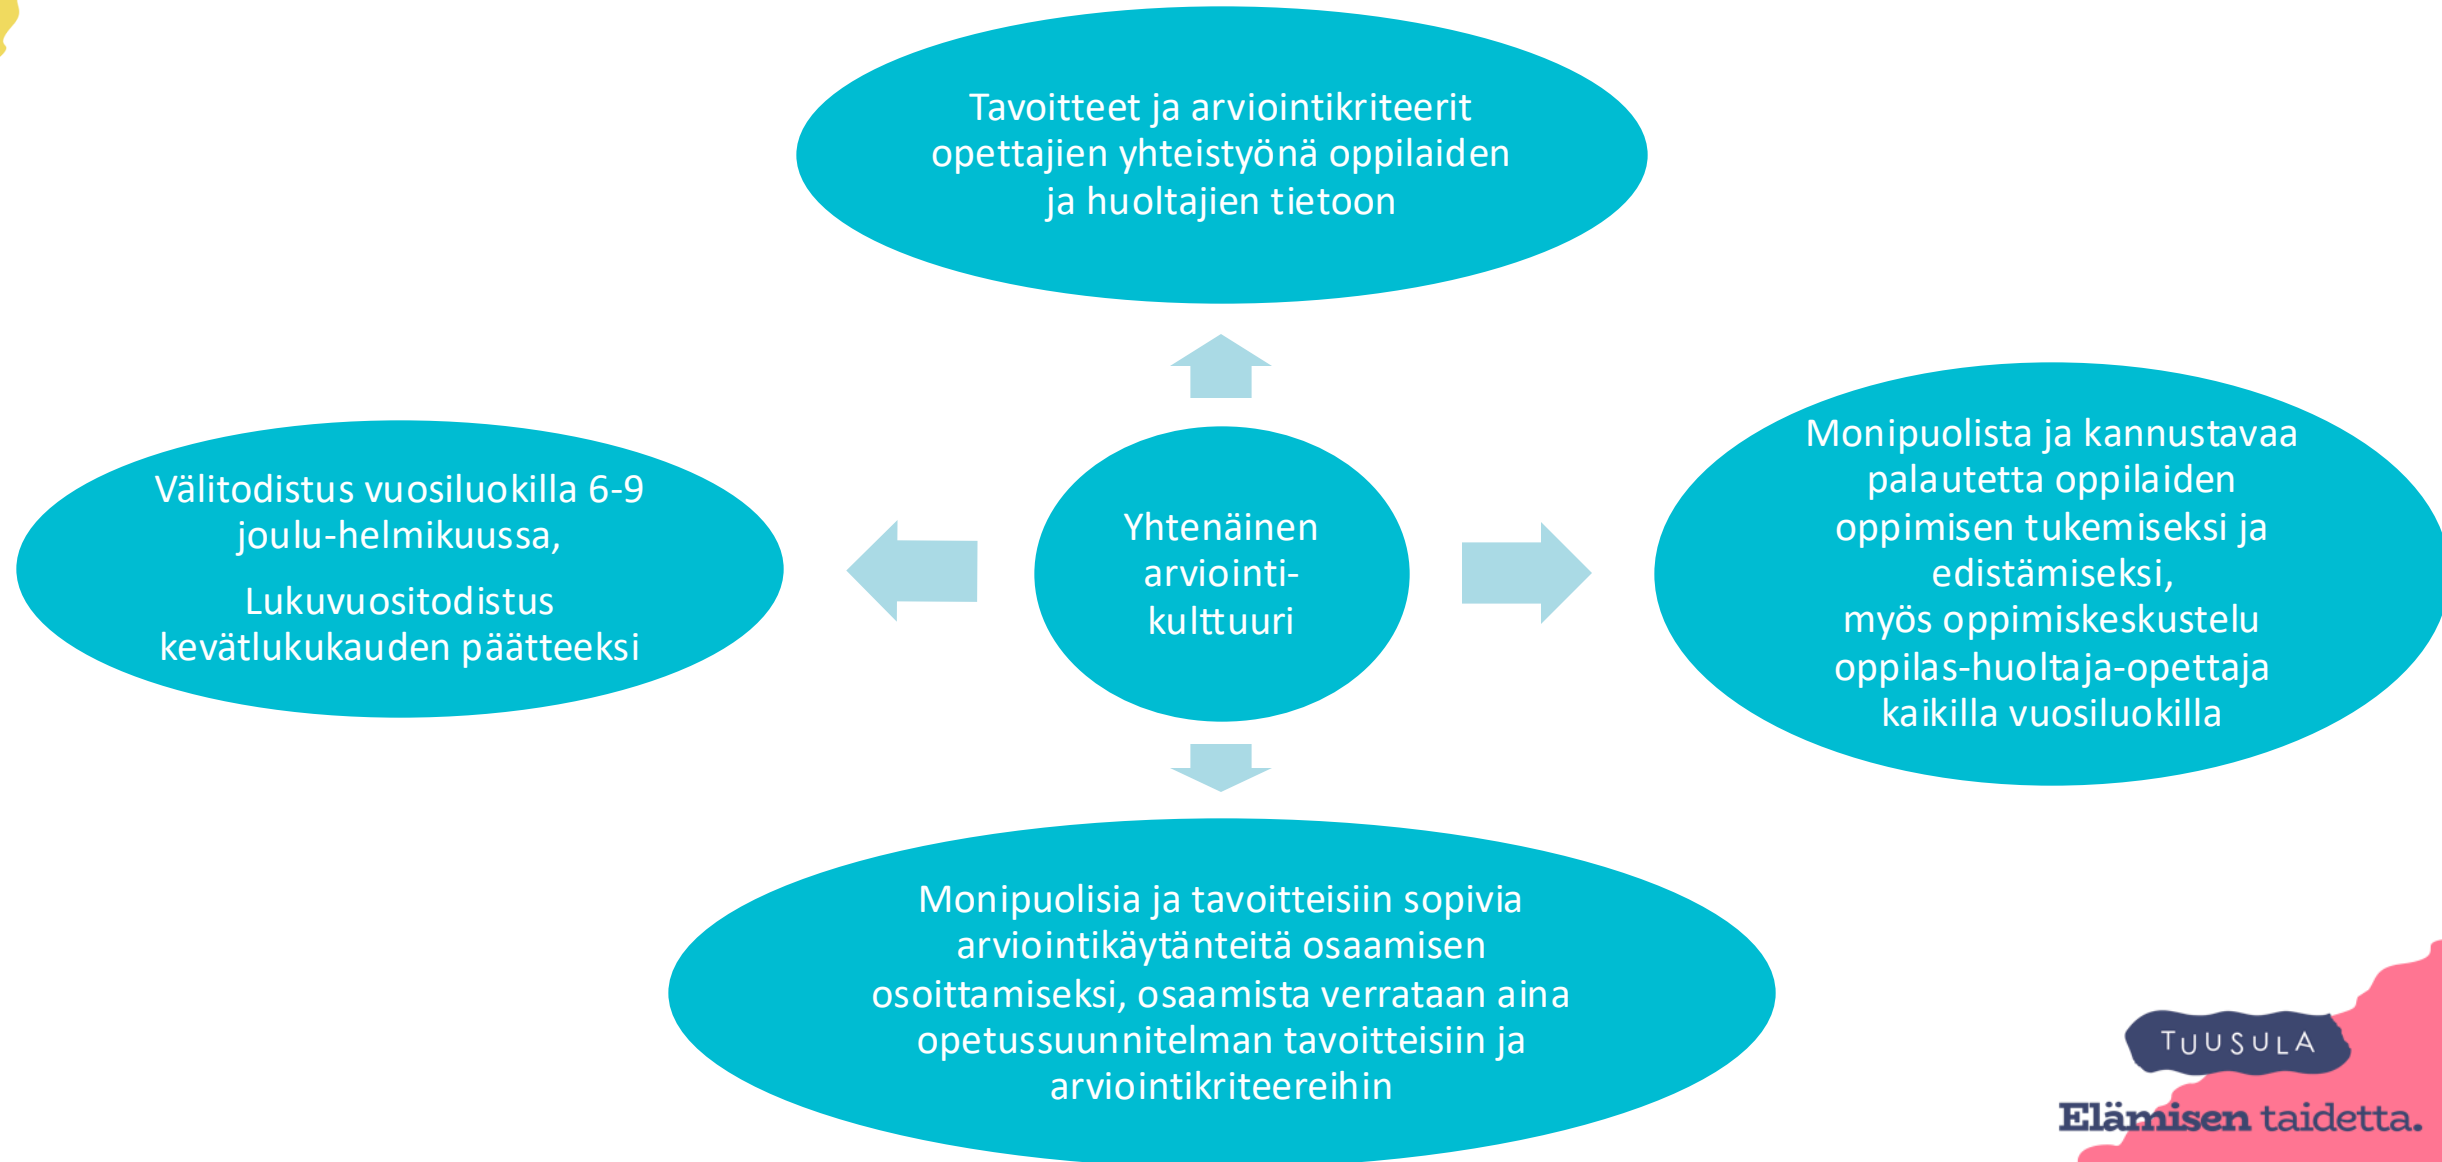 Tavoitteet ja arviointikriteerit
opettajien yhteistyönä oppilaiden
ja huoltajien tietoon
Välitodistus vuosiluokilla 6-9
joulu-helmikuussa,
Lukuvuositodistus
kevätlukukauden päätteeksi
Yhtenäinen
arviointi-
kulttuuri
Monipuolista ja kannustavaa
palautetta oppilaiden
oppimisen tukemiseksi ja
edistämiseksi,
myös oppimiskeskustelu
oppilas-huoltaja-opettaja
kaikilla vuosiluokilla
Monipuolisia ja tavoitteisiin sopivia
arviointikäytänteitä osaamisen
osoittamiseksi, osaamista verrataan aina
opetussuunnitelman tavoitteisiin ja
arviointikriteereihin
TUUSULA
Elämisen taidetta.